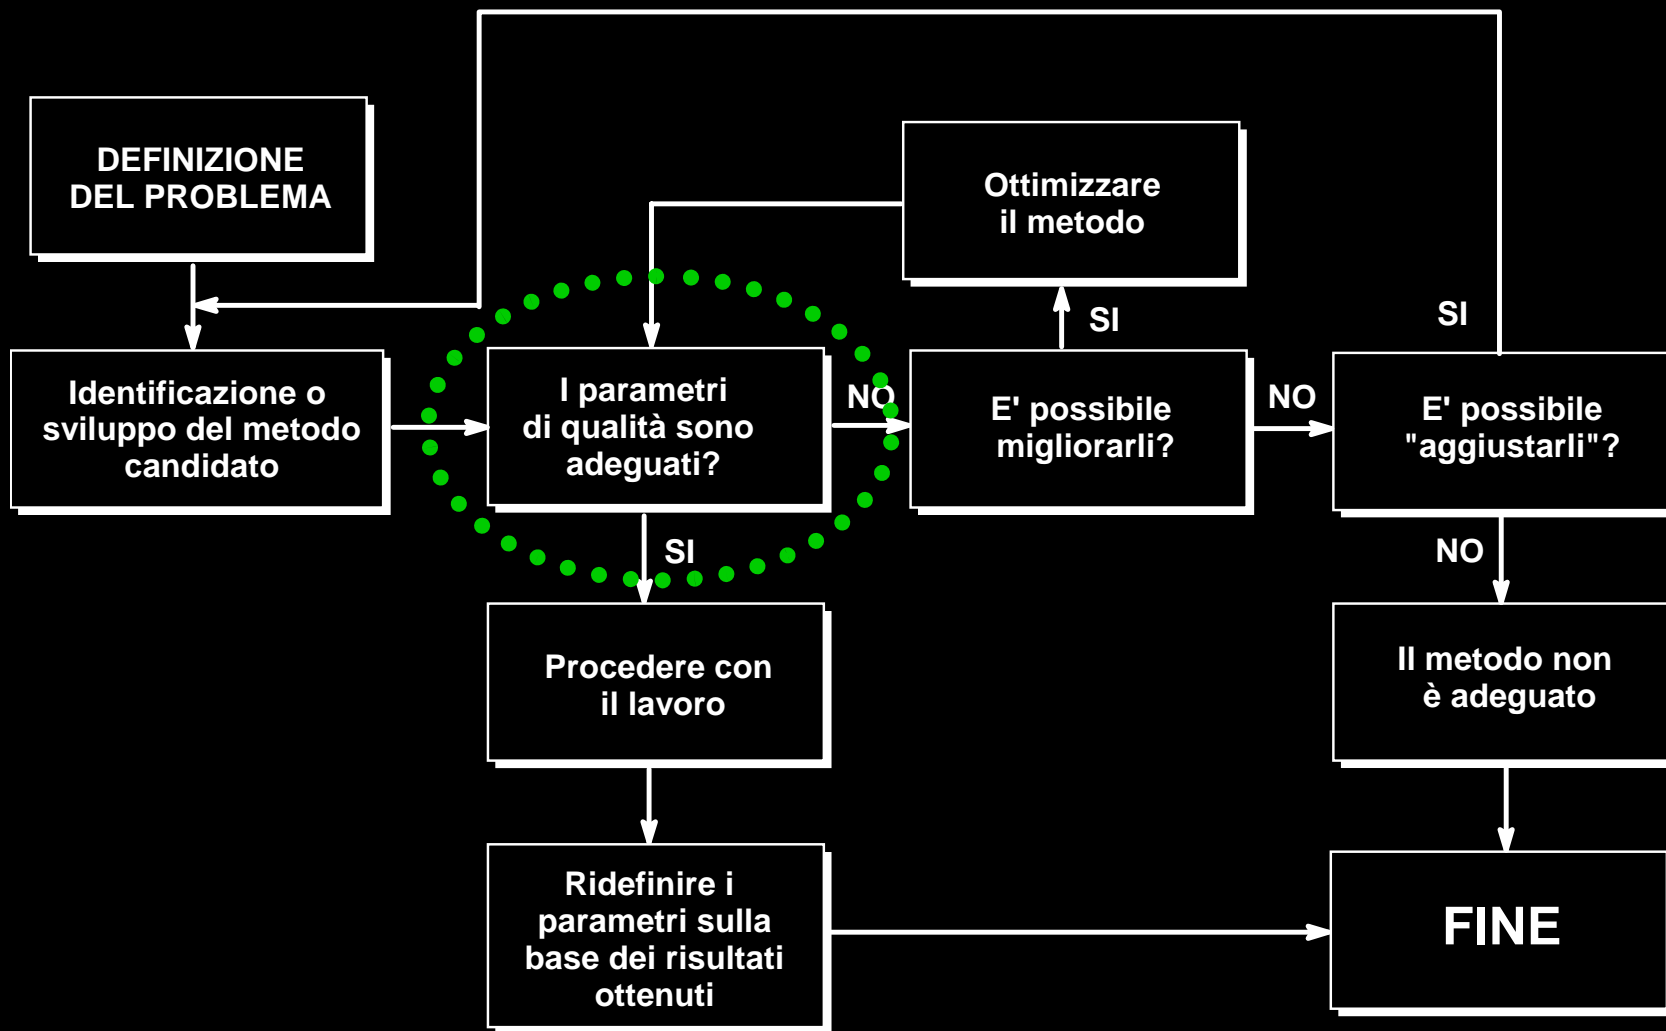 DEFINIZIONE
DEL PROBLEMA
Ottimizzare
il metodo
SI
SI
Identificazione o
sviluppo del metodo
candidato
I parametri
di qualità sono
adeguati?
NO
E' possibile
migliorarli?
NO
E' possibile
"aggiustarli"?
SI
NO
Procedere con
il lavoro
Il metodo non
è adeguato
Ridefinire i
parametri sulla
base dei risultati
ottenuti
FINE